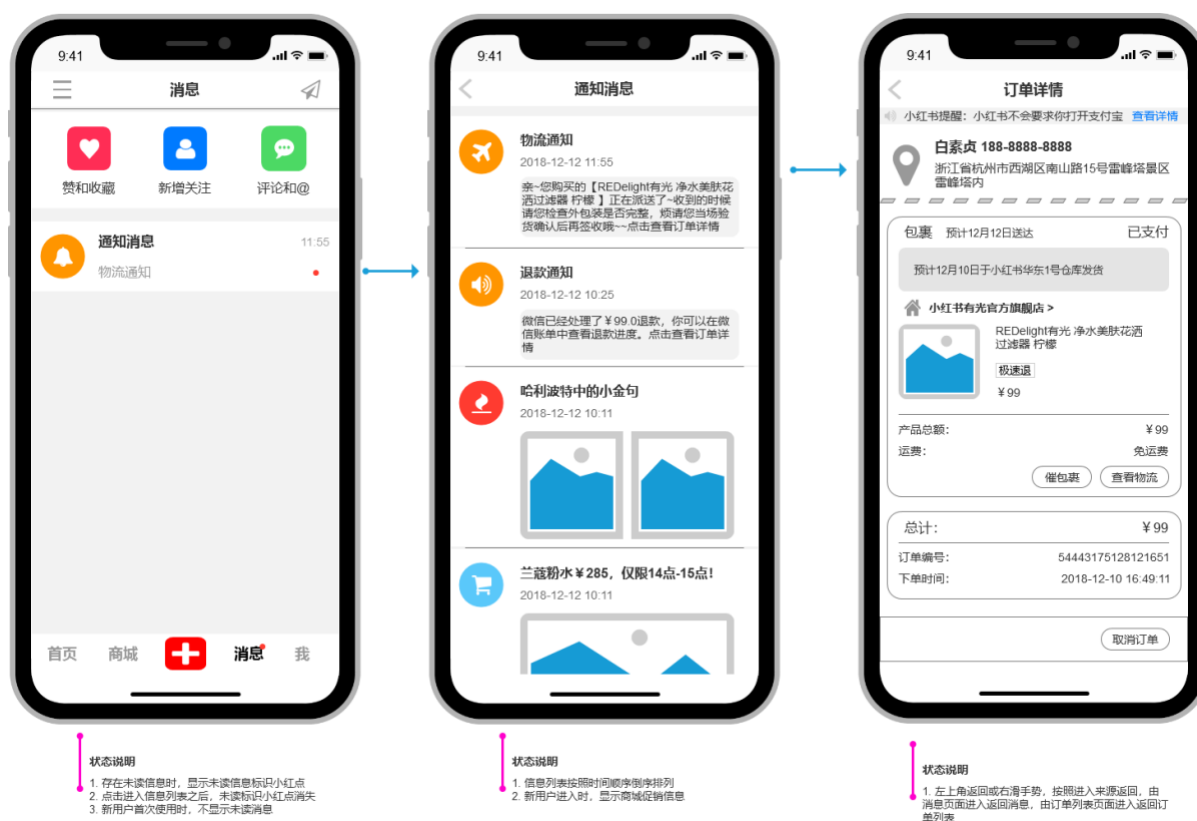 9:41
消息
赞和收藏
新增关注
评论和@
通知消息
11:55
物流通知
首页
商城
消息
我
状态说明
1. 存在未读信息时，显示未读信息标识小红点
2. 点击进入信息列表之后，未读标识小红点消失
3. 新用户首次使用时，不显示未读消息
9:41
通知消息
物流通知
2018-12-12 11:55
亲~您购买的【REDelight有光 净水美肤花
洒过滤器 柠檬 】正在派送了~收到的时候
请您检查外包装是否完整，烦请您当场验
货确认后再签收哦~~点击查看订单详情
退款通知
2018-12-12 10:25
微信已经处理了￥99.0退款，你可以在微
信账单中查看退款进度。点击查看订单详
情
哈利波特中的小金句
2018-12-12 10:11
兰蔻粉水￥285，仅限14点-15点！
2018-12-12 10:11
状态说明
1. 信息列表按照时间顺序倒序排列
2. 新用户进入时，显示商城促销信息
9:41
订单详情
小红书提醒：小红书不会要求你打开支付宝 查看详情
白素贞 188-8888-8888
浙江省杭州市西湖区南山路15号雷峰塔景区
雷峰塔内
包裹 预计12月12日送达 已支付
预计12月10日于小红书华东1号仓库发货
小红书有光官方旗舰店 >
REDelight有光 净水美肤花洒
过滤器 柠檬
极速退
￥99
产品总额： ￥99
运费： 免运费
催包裹 查看物流
总计： ￥99
订单编号： 54443175128121651
下单时间： 2018-12-10 16:49:11
取消订单
状态说明
1. 左上角返回或右滑手势，按照进入来源返回，由
消息页面进入返回消息，由订单列表页面进入返回订
单列表